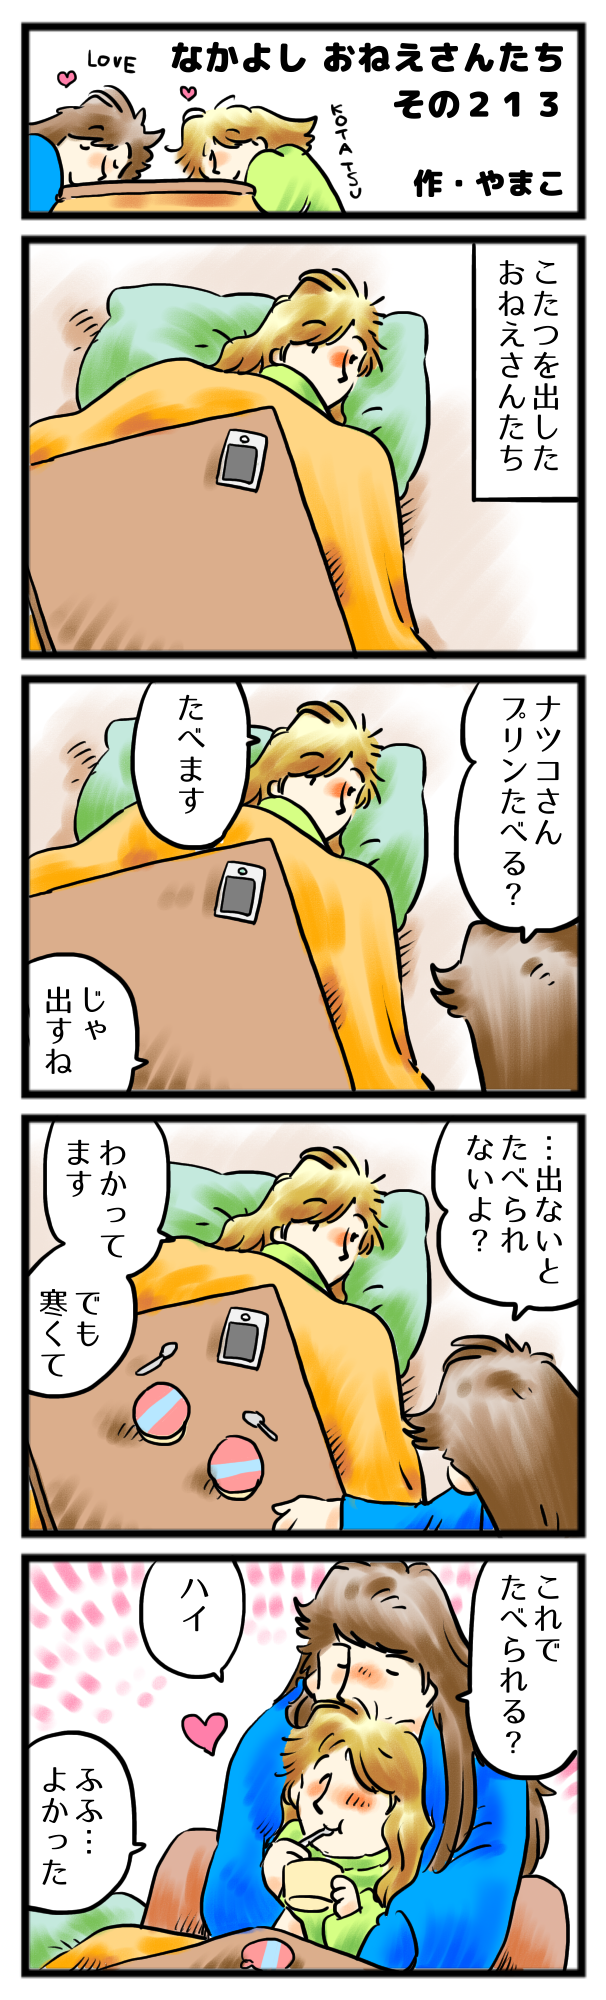 LOVE
なかよし おねえさんたち
その213
KOTATSU
作・やまこ
こたつを出した
おねえさんたち
ナツコさん
プリンたべる？
たべます
じゃ
出すね
…出ないと
たべられ
ないよ？
わかって
ます
でも
寒くて
これで
たべられる？
ハイ
ふふ…
よかった